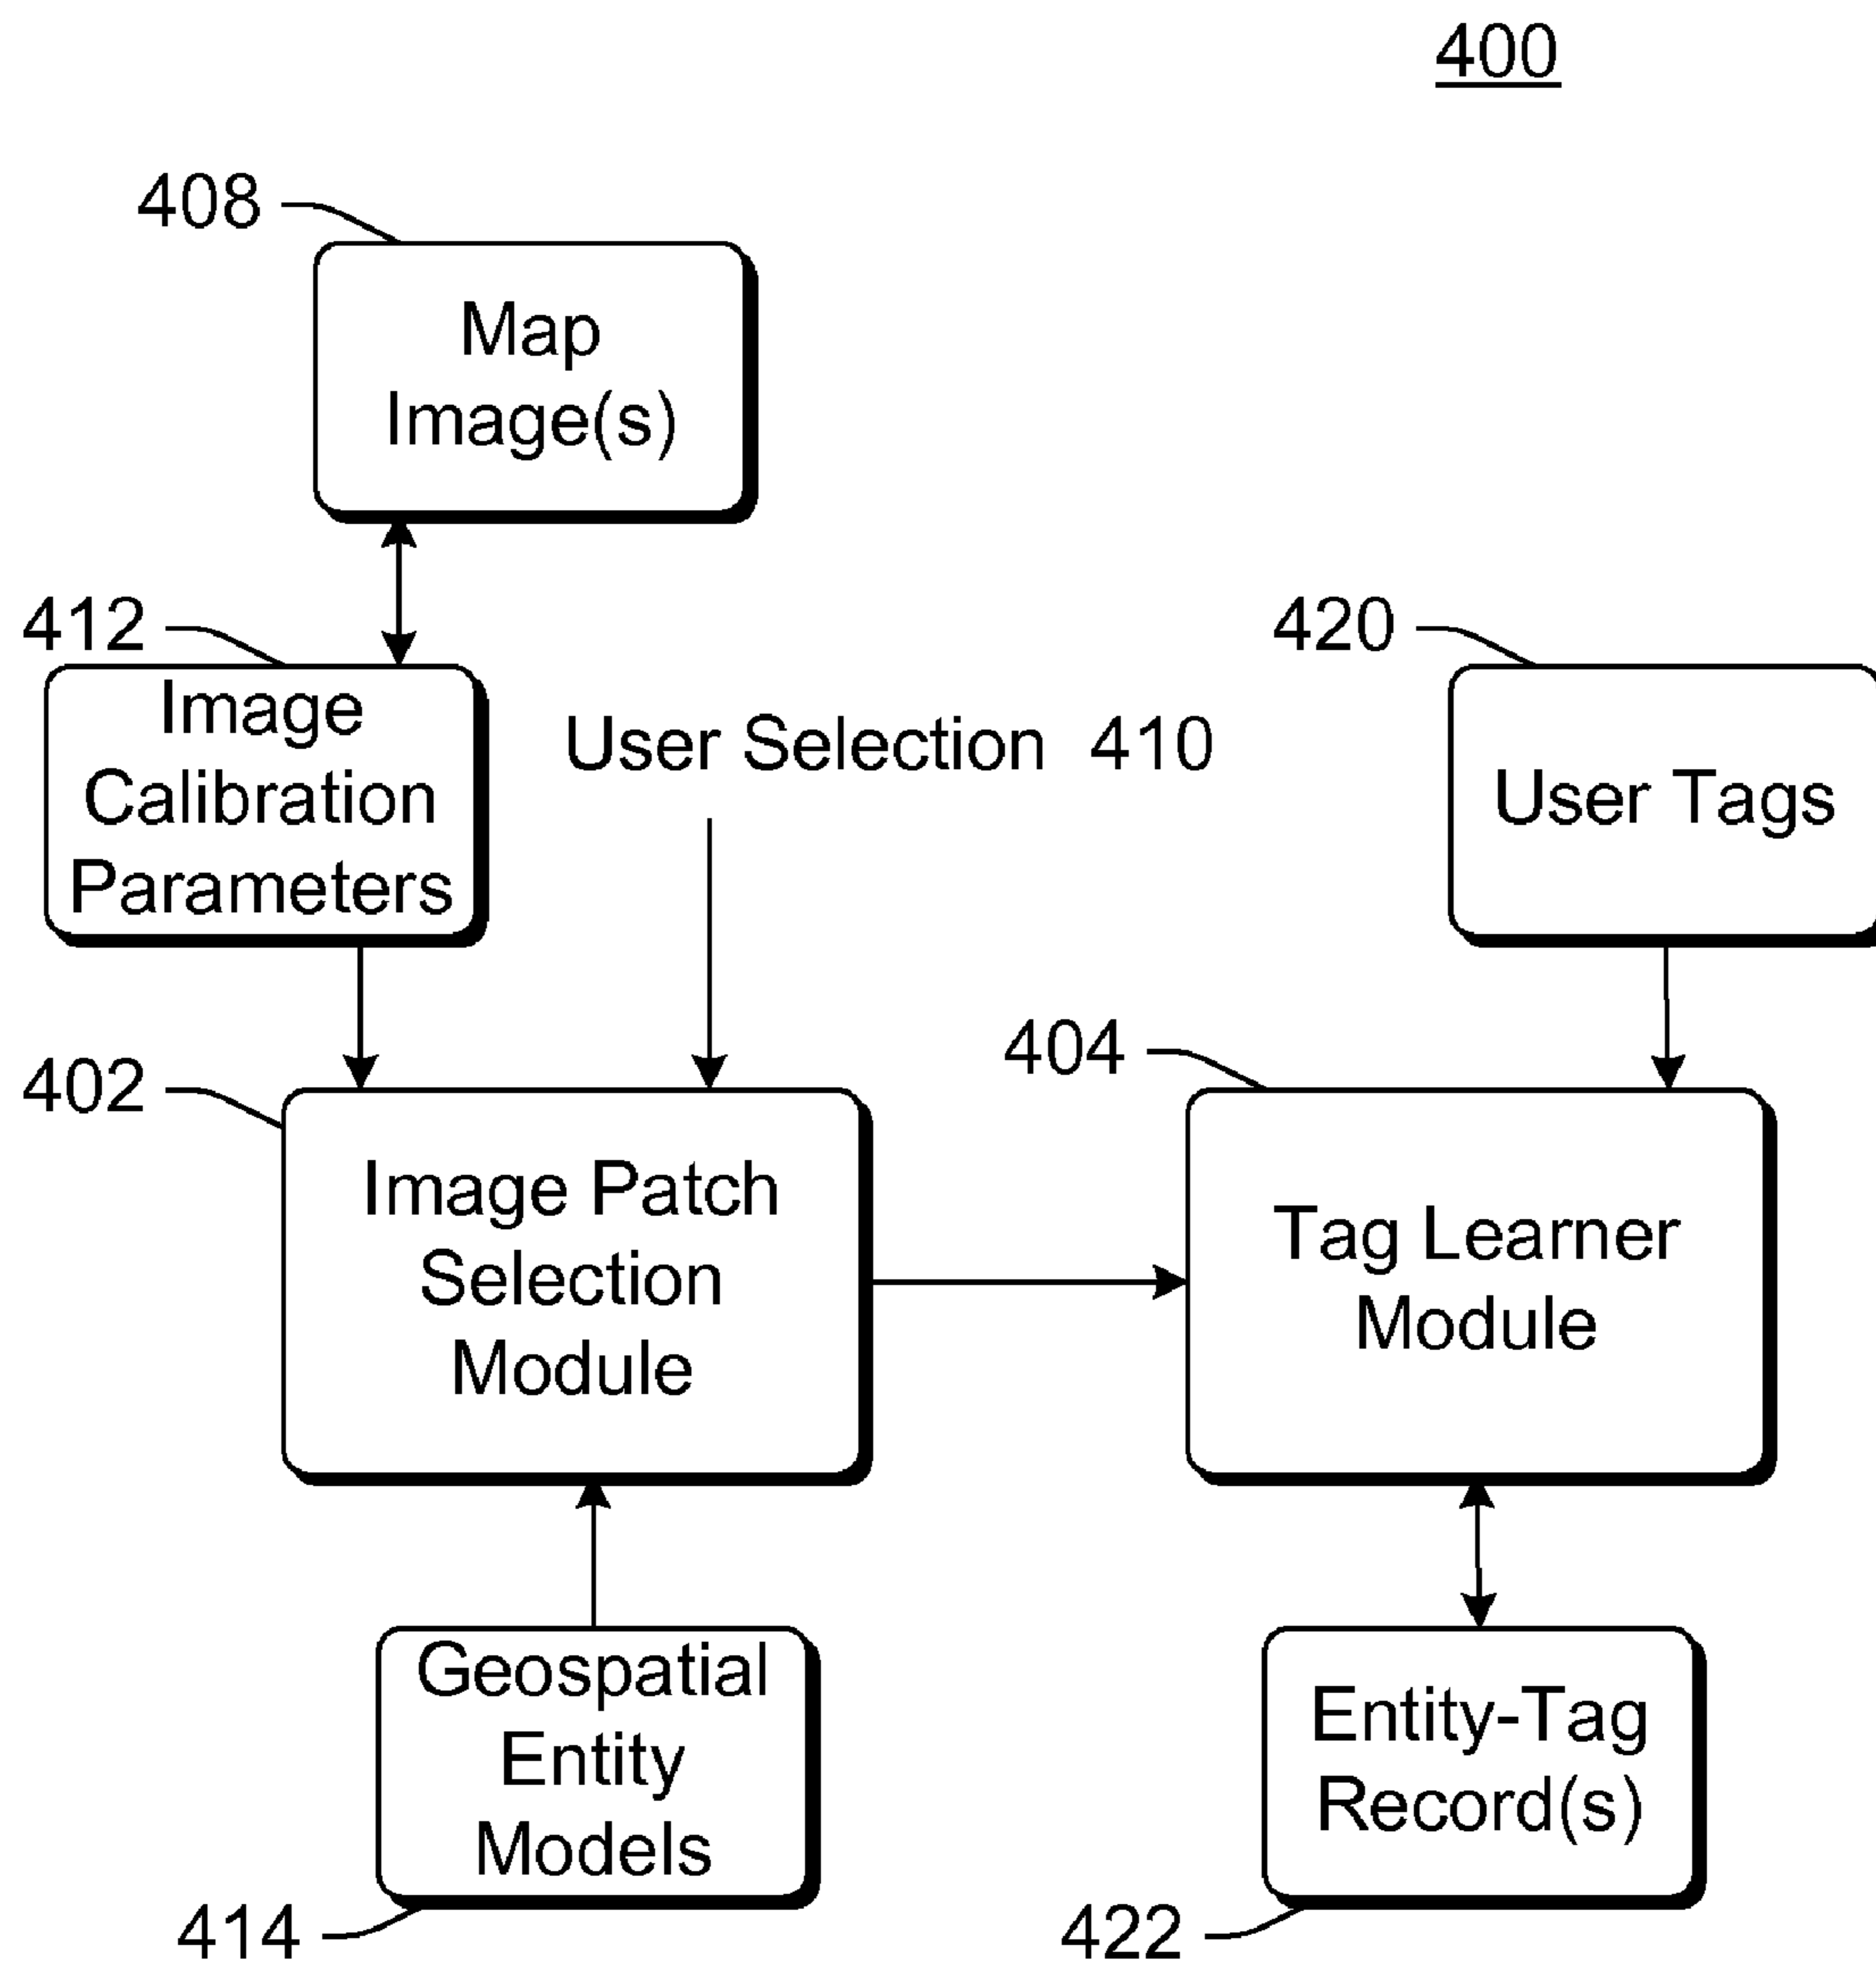 400
408
Map
Image(s)
412
Image
Calibration
Parameters
User Selection 410
420
User Tags
402
Image Patch
Selection
Module
404
Tag Learner
Module
Geospatial
Entity
Models
414
Entity-Tag
Record(s)
422